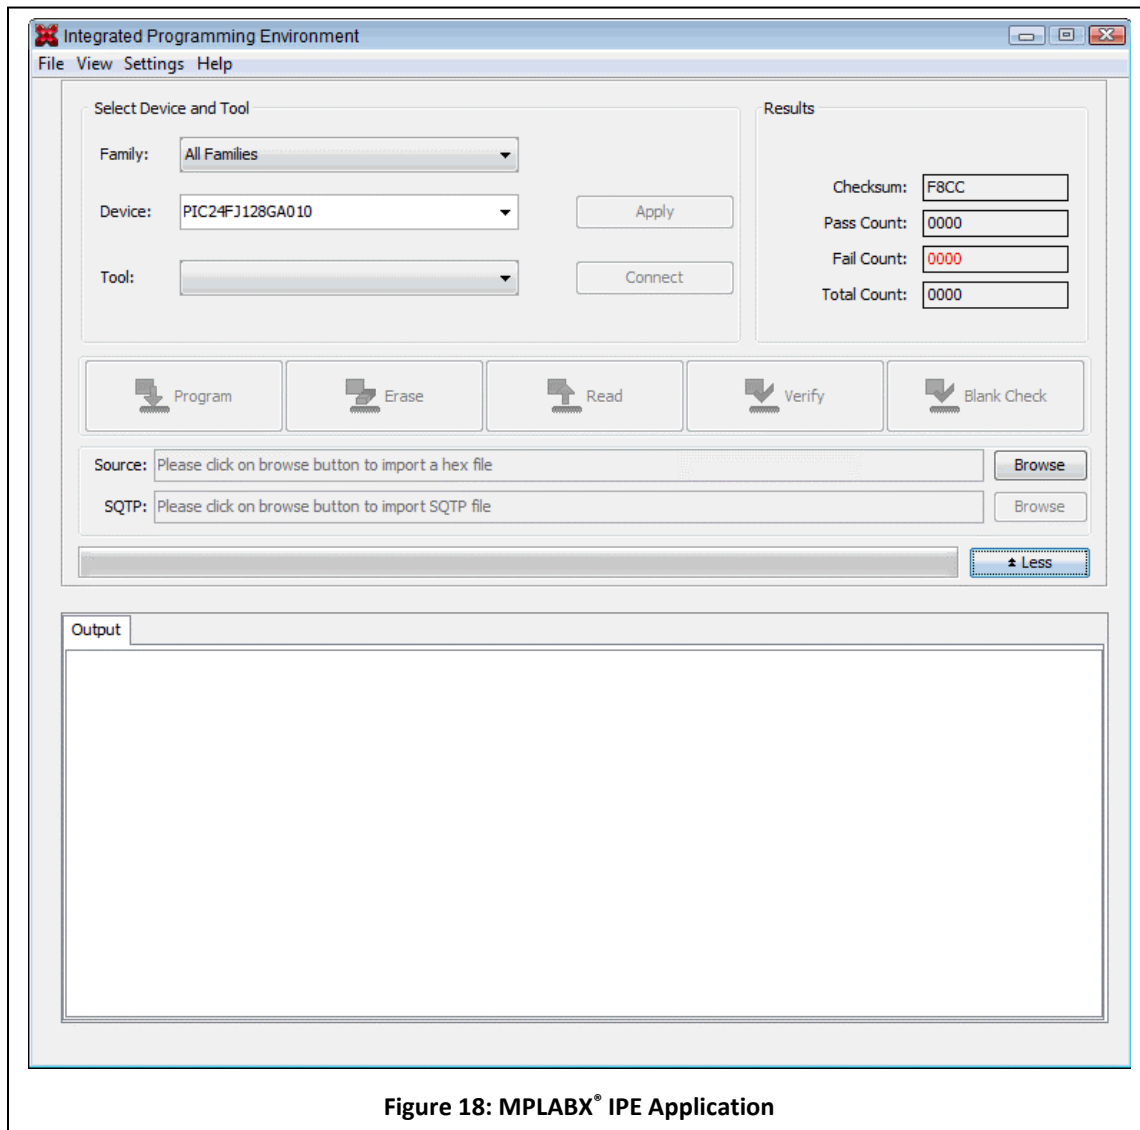 Integrated Programming Environment
File View Settings Help
Select Device and Tool
Family: All Families
Device: PIC24FJ128GA010
Apply
Tool:
Connect
Results
Checksum: F8CC
Pass Count: 0000
Fail Count: 0000
Total Count: 0000
Program
Erase
Read
Verify
Blank Check
Source: Please click on browse button to import a hex file
Browse
SQTP: Please click on browse button to import SQTP file
Browse
Less
Output
Figure 18: MPLABX® IPE Application